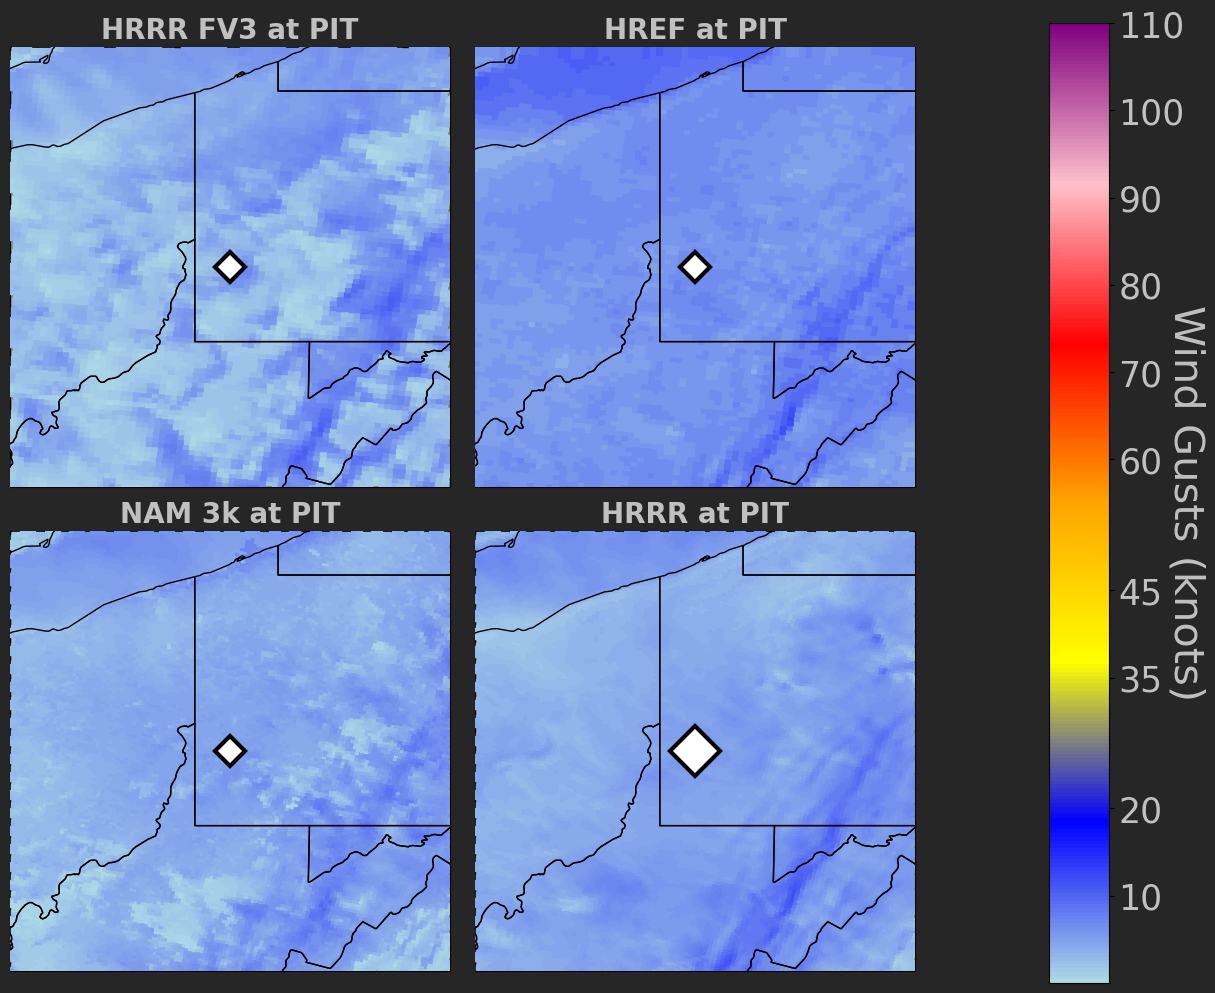 HRRR FV3 at PIT
HREF at PIT
NAM 3k at PIT
HRRR at PIT
110
100
90
80
70
60
45
35
20
10
Wind Gusts (knots)